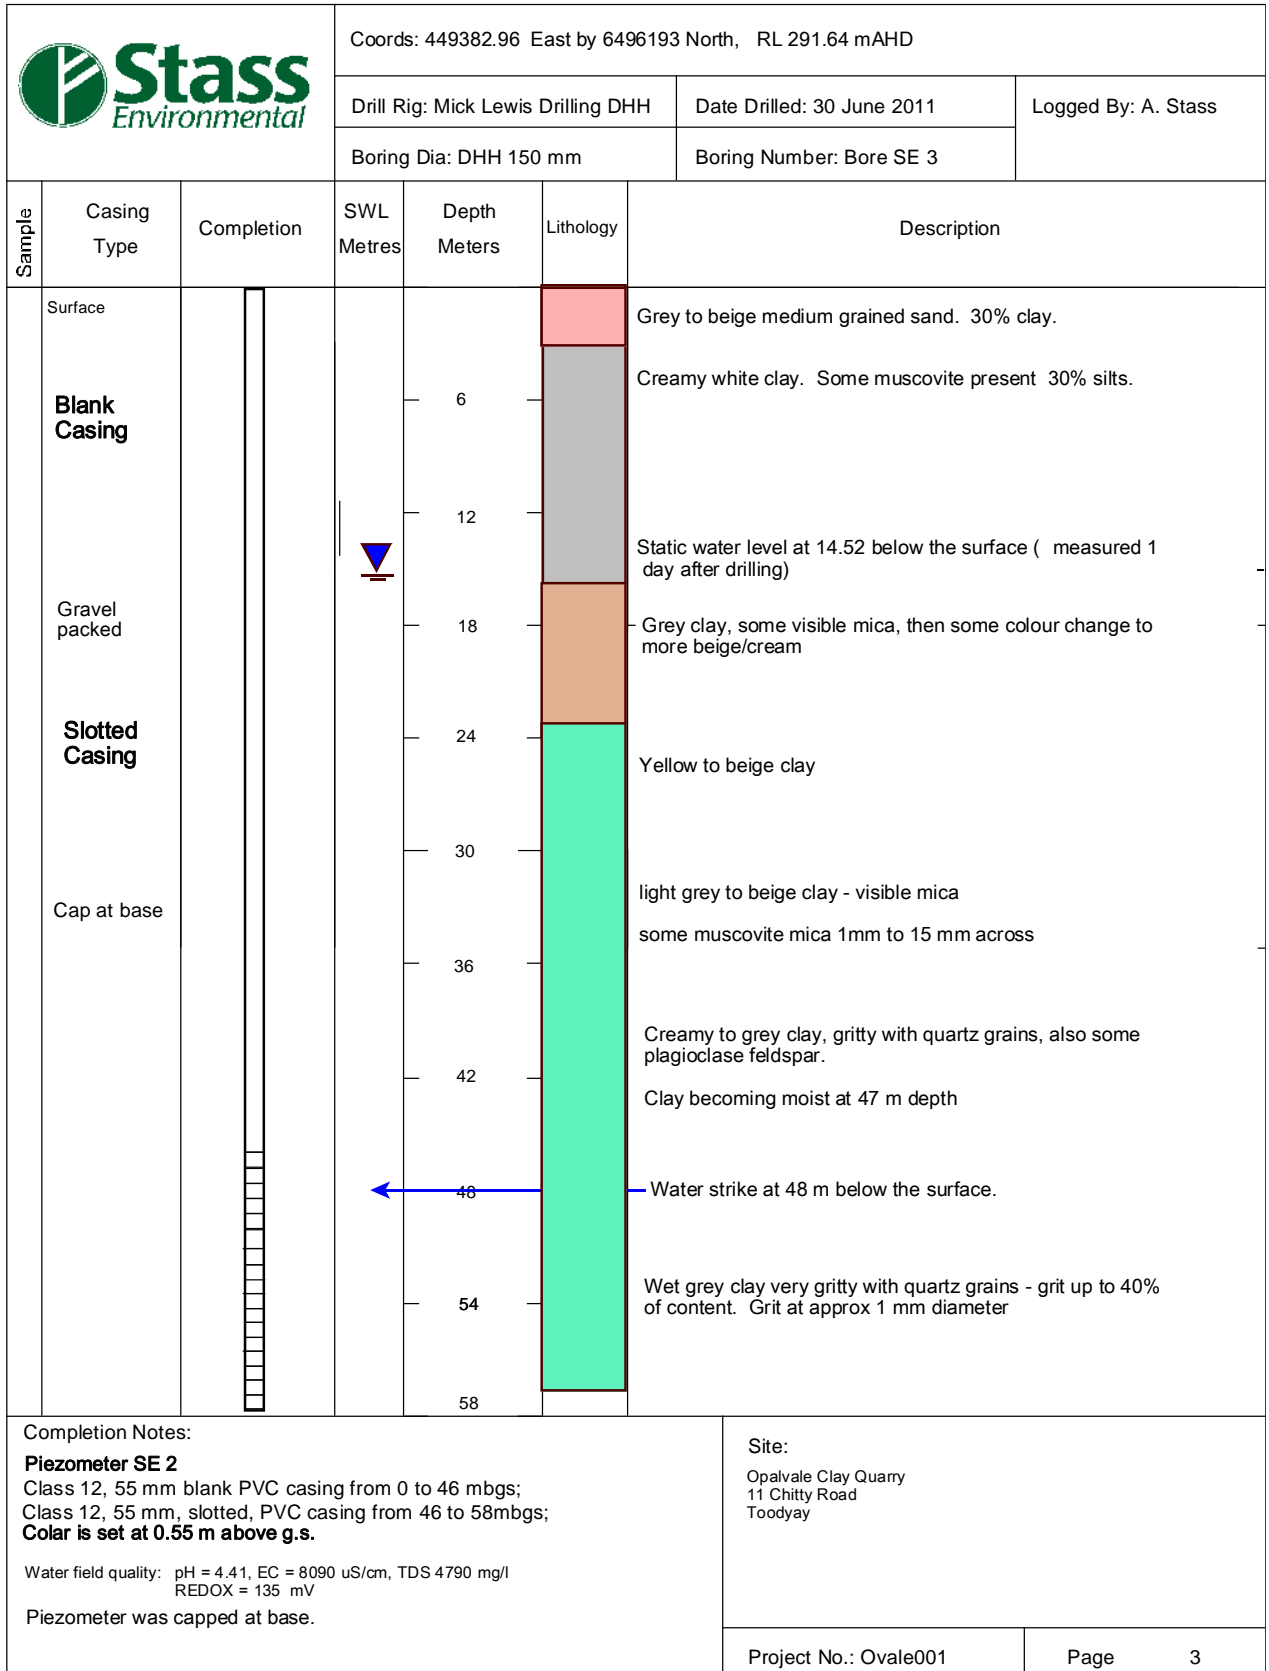 Stass
Environmental
Coords: 449382.96 East by 6496193 North, RL 291.64 mAHD
Drill Rig: Mick Lewis Drilling DHH
Date Drilled: 30 June 2011
Logged By: A. Stass
Boring Dia: DHH 150 mm
Boring Number: Bore SE 3
Sample
Casing
Type
Completion
SWL
Metres
Depth
Meters
Lithology
Description
Surface
Grey to beige medium grained sand. 30% clay.
Creamy white clay. Some muscovite present 30% silts.
Blank
Casing
6
12
Static water level at 14.52 below the surface ( measured 1
day after drilling)
Gravel
packed
18
Grey clay, some visible mica, then some colour change to
more beige/cream
Slotted
Casing
24
Yellow to beige clay
30
light grey to beige clay - visible mica
Cap at base
some muscovite mica 1mm to 15 mm across
36
Creamy to grey clay, gritty with quartz grains, also some
plagioclase feldspar.
42
Clay becoming moist at 47 m depth
48
Water strike at 48 m below the surface.
Wet grey clay very gritty with quartz grains - grit up to 40%
of content. Grit at approx 1 mm diameter
54
58
Completion Notes:
Piezometer SE 2
Class 12, 55 mm blank PVC casing from 0 to 46 mbgs;
Class 12, 55 mm, slotted, PVC casing from 46 to 58mbgs;
Colar is set at 0.55 m above g.s.
Water field quality: pH = 4.41, EC = 8090 uS/cm, TDS 4790 mg/l
REDOX = 135 mV
Piezometer was capped at base.
Site:
Opalvale Clay Quarry
11 Chitty Road
Toodyay
Project No.: Ovale001
Page 3